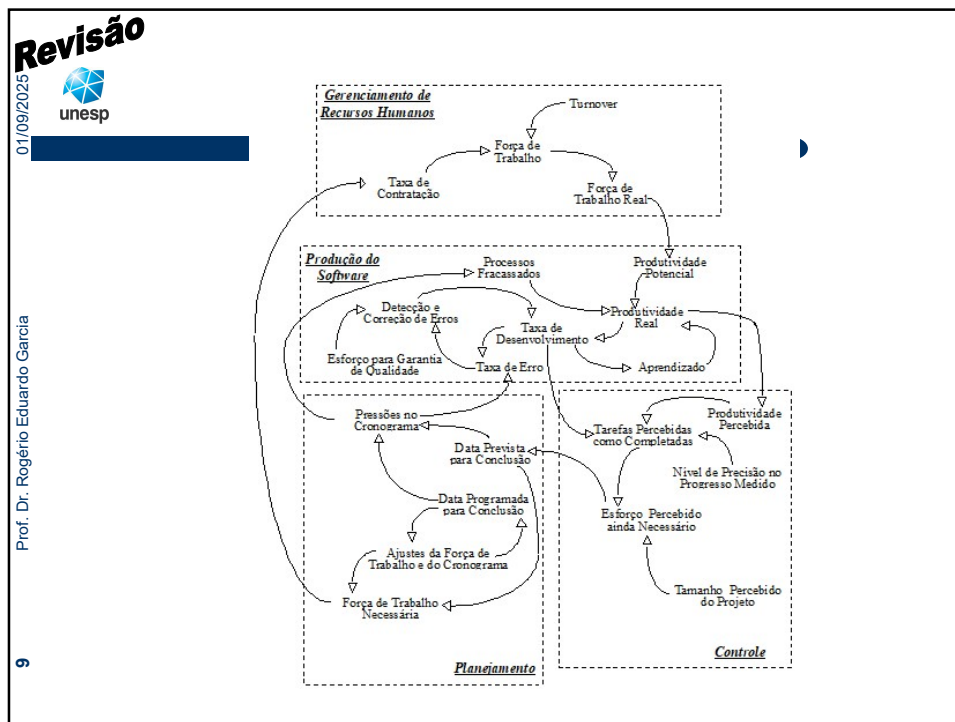 Revisão
unesp
01/09/2025
Prof. Dr. Rogério Eduardo Garcia
9
Gerenciamento de
Recursos Humanos
Turnover
Força de
Trabalho
Taxa de
Contratação
Força de
Trabalho Real
Produção do
Software
Processos
Fracassados
Produtividade
Potencial
Detecção e
Correção de Erros
Produtividade
Real
Taxa de
Desenvolvimento
Esforço para Garantia
de Qualidade
Taxa de Erro
Aprendizado
Pressões no
Cronograma
Data Prevista
para Conclusão
Data Programada
para Conclusão
Ajustes da Força de
Trabalho e do Cronograma
Força de Trabalho
Necessária
Planejamento
Produtividade
Percebida
Tarefas Percebidas
como Completadas
Nivel de Precisão no
Progresso Medido
Esforço Percebido
ainda Necessário
Tamanho Percebido
do Projeto
Controle